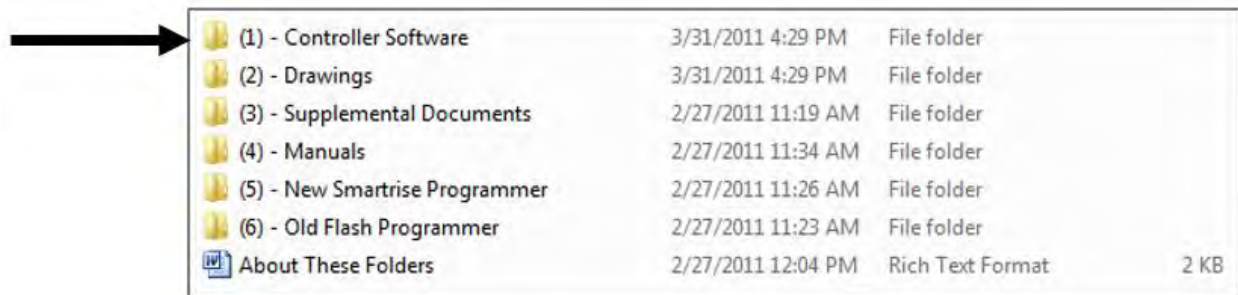 (1) - Controller Software 3/31/2011 4:29 PM File folder
(2) - Drawings 3/31/2011 4:29 PM File folder
(3) - Supplemental Documents 2/27/2011 11:19 AM File folder
(4) - Manuals 2/27/2011 11:34 AM File folder
(5) - New Smartrise Programmer 2/27/2011 11:26 AM File folder
(6) - Old Flash Programmer 2/27/2011 11:23 AM File folder
About These Folders 2/27/2011 12:04 PM Rich Text Format 2 KB